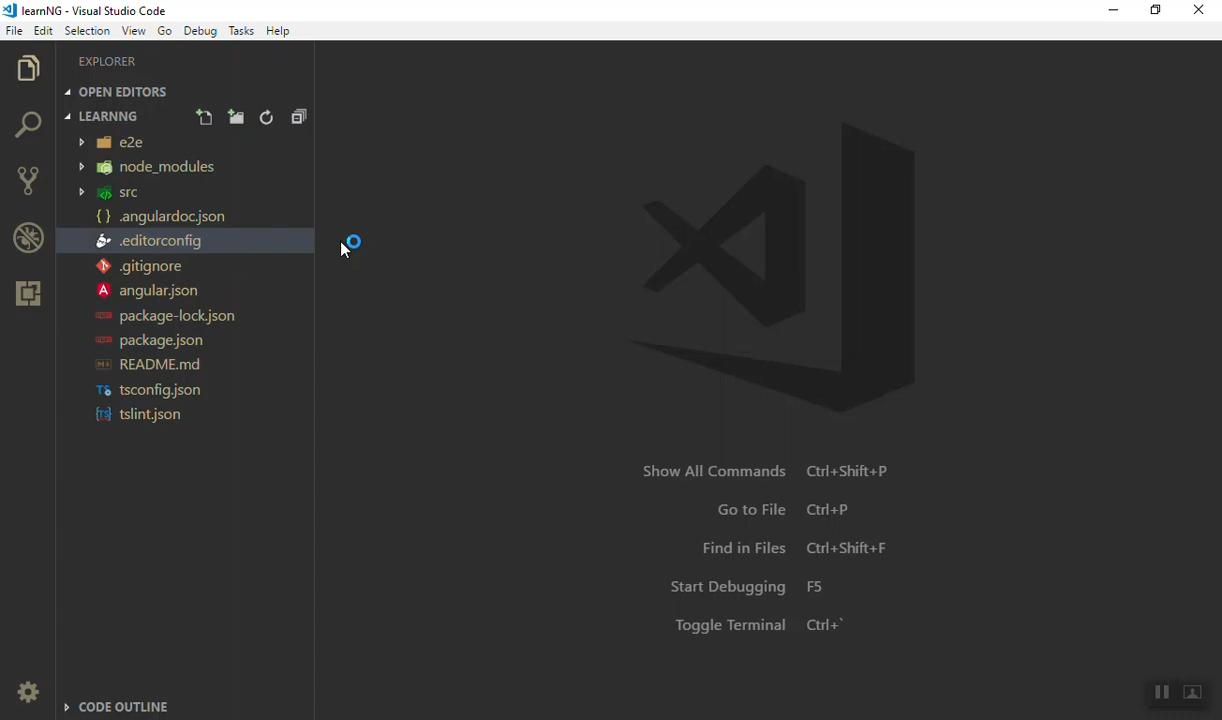 learnNG - Visual Studio Code
File Edit Selection View Go Debug Tasks Help
EXPLORER
OPEN EDITORS
LEARNNG
e2e
node_modules
src
.angulardoc.json
.editorconfig
.gitignore
angular.json
package-lock.json
package.json
README.md
tsconfig.json
tslint.json
Show All Commands Ctrl+Shift+P
Go to File Ctrl+P
Find in Files Ctrl+Shift+F
Start Debugging F5
Toggle Terminal Ctrl+`
CODE OUTLINE